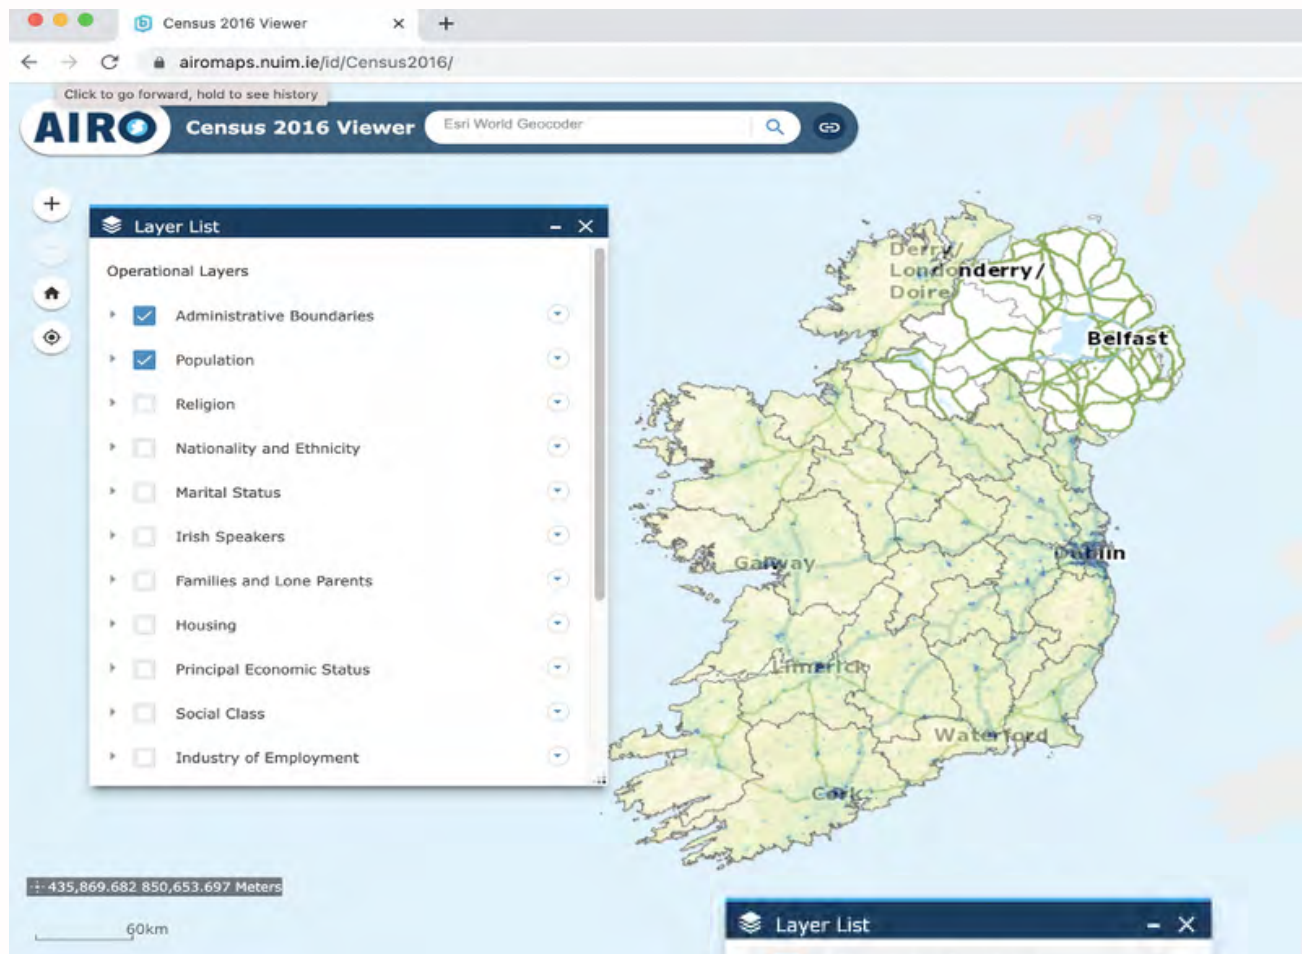 Census 2016 Viewer
airomaps.nuim.ie/id/Census2016/
Click to go forward, hold to see history
AIRO Census 2016 Viewer Esri World Geocoder
Layer List
Operational Layers
Administrative Boundaries
Population
Religion
Nationality and Ethnicity
Marital Status
Irish Speakers
Families and Lone Parents
Housing
Principal Economic Status
Social Class
Industry of Employment
Derry/
Londonderry/
Doire
Belfast
Dublin
Galway
Limerick
Waterford
Cork
435,869.682 850,653.697 Meters
60km
Layer List